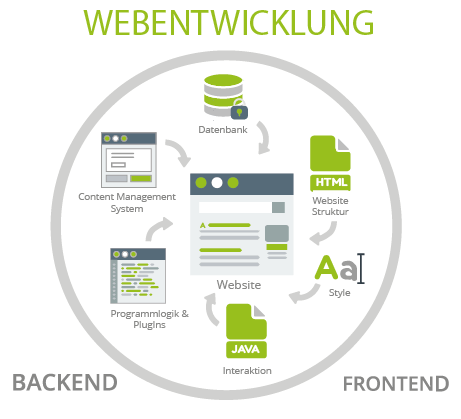 WEBENTWICKLUNG
Datenbank
Content Management
System
HTML
Website
Struktur
A
Website
Aa
Style
Programmlogik &
PlugIns
JAVA
Interaktion
BACKEND
FRONTEND